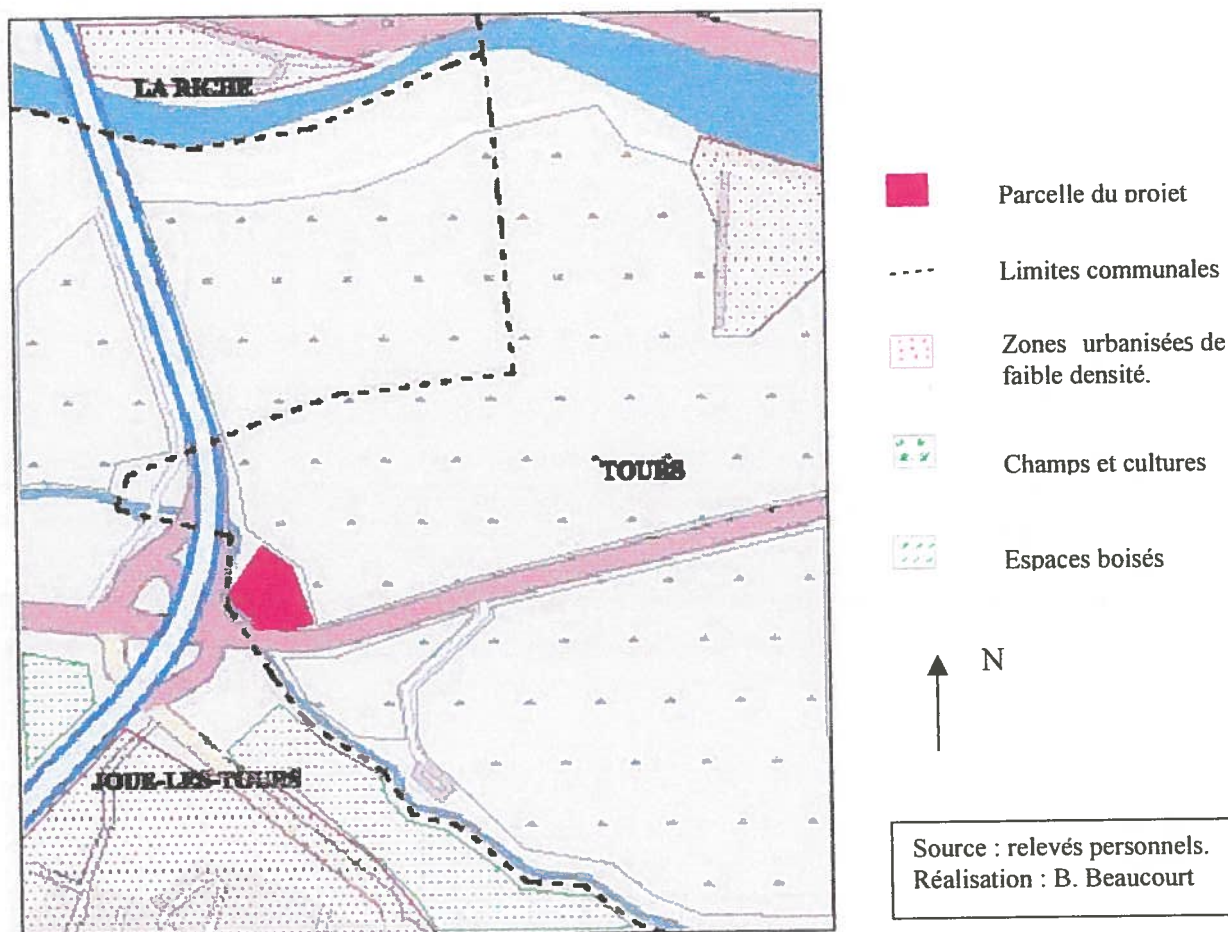 LA RICHE
TOURS
JOUE-LES-TOURS
Parcelle du projet
Limites communales
Zones urbanisées de
faible densité.
Champs et cultures
Espaces boisés
N
Source : relevés personnels.
Réalisation : B. Beaucourt